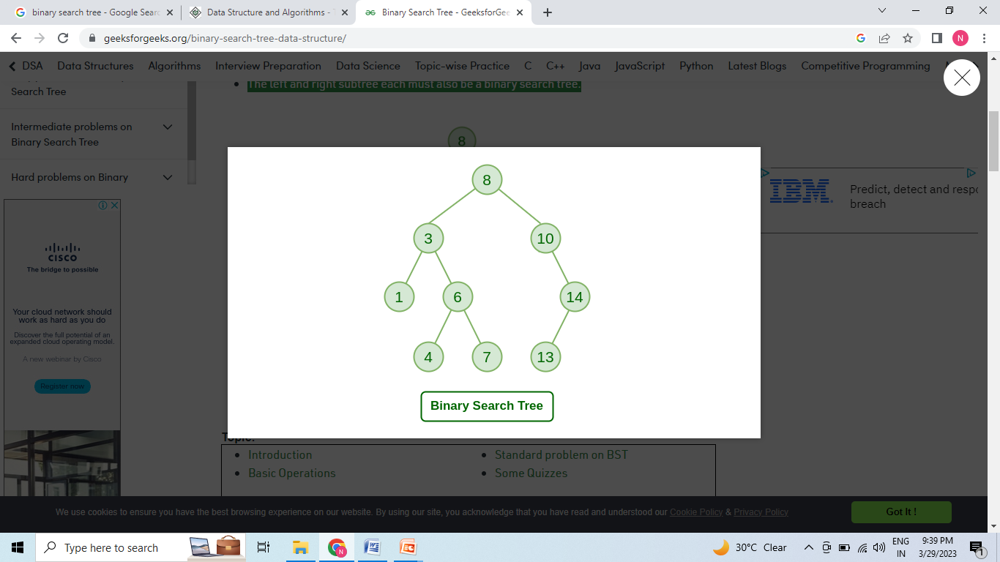 binary search tree - Google Sear
Data Structure and Algorithms -
Binary Search Tree - GeeksforGee
geeksforgeeks.org/binary-search-tree-data-structure/
N
DSA Data Structures Algorithms Interview Preparation Data Science Topic-wise Practice C C++ Java JavaScript Python Latest Blogs Competitive Programming
The left and right subtree each must also be a binary search tree.
Search Tree
Intermediate problems on
Binary Search Tree
Hard problems on Binary
8
8
3 10
1 6 14
4 7 13
Binary Search Tree
IBM
Predict, detect and respo
breach
CISCO
The bridge to possible
Your cloud network should
work as hard as you do
Discover the full potential of an
expanded cloud operating model.
A new webinar by Cisco
Register now
Topic:
Introduction
Basic Operations
Standard problem on BST
Some Quizzes
We use cookies to ensure you have the best browsing experience on our website. By using our site, you acknowledge that you have read and understood our Cookie Policy & Privacy Policy
Got It !
Type here to search
N
30°C Clear
ENG
IN
9:39 PM
3/29/2023
1